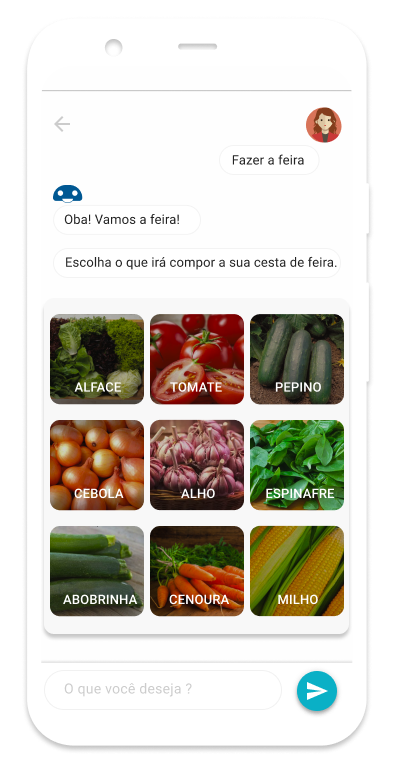 Fazer a feira
Oba! Vamos a feira!
Escolha o que irá compor a sua cesta de feira.
ALFACE
TOMATE
PEPINO
CEBOLA
ALHO
ESPINAFRE
ABOBRINHA
CENOURA
MILHO
O que você deseja ?